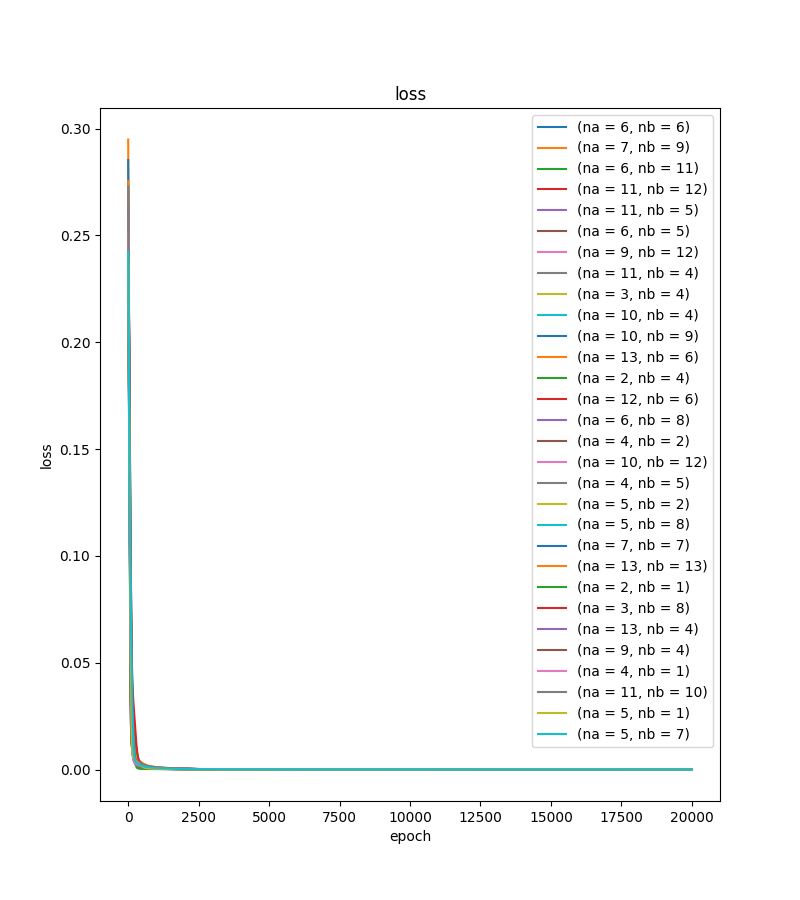 loss
0.30
0.25
0.20
0.15
0.10
0.05
0.00
loss
(na = 6, nb = 6)
(na = 7, nb = 9)
(na = 6, nb = 11)
(na = 11, nb = 12)
(na = 11, nb = 5)
(na = 6, nb = 5)
(na = 9, nb = 12)
(na = 11, nb = 4)
(na = 3, nb = 4)
(na = 10, nb = 4)
(na = 10, nb = 9)
(na = 13, nb = 6)
(na = 2, nb = 4)
(na = 12, nb = 6)
(na = 6, nb = 8)
(na = 4, nb = 2)
(na = 10, nb = 12)
(na = 4, nb = 5)
(na = 5, nb = 2)
(na = 5, nb = 8)
(na = 7, nb = 7)
(na = 13, nb = 13)
(na = 2, nb = 1)
(na = 3, nb = 8)
(na = 13, nb = 4)
(na = 9, nb = 4)
(na = 4, nb = 1)
(na = 11, nb = 10)
(na = 5, nb = 1)
(na = 5, nb = 7)
0 2500 5000 7500 10000 12500 15000 17500 20000
epoch